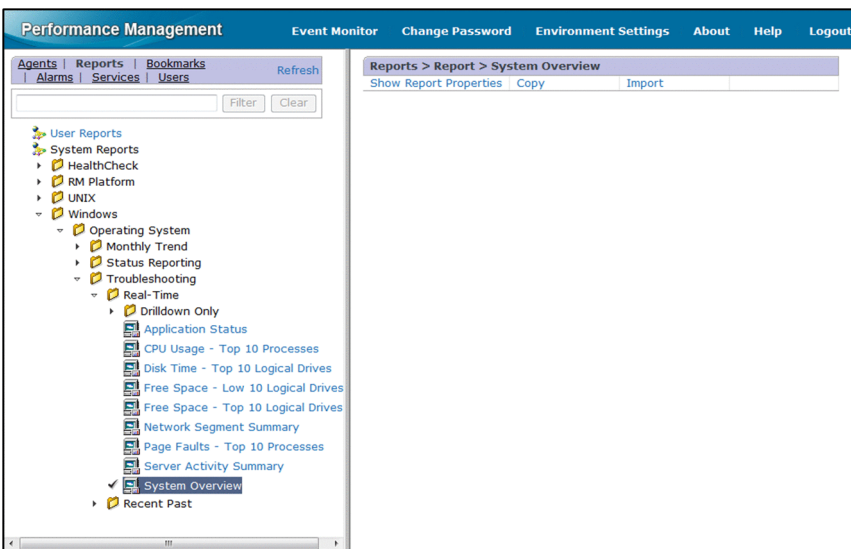 Performance Management
Event Monitor Change Password Environment Settings About Help Logout
Agents | Reports | Bookmarks
| Alarms | Services | Users
Refresh
Filter Clear
User Reports
System Reports
HealthCheck
RM Platform
UNIX
Windows
Operating System
Monthly Trend
Status Reporting
Troubleshooting
Real-Time
Drilldown Only
Application Status
CPU Usage - Top 10 Processes
Disk Time - Top 10 Logical Drives
Free Space - Low 10 Logical Drives
Free Space - Top 10 Logical Drives
Network Segment Summary
Page Faults - Top 10 Processes
Server Activity Summary
System Overview
Recent Past
Reports > Report > System Overview
Show Report Properties Copy Import